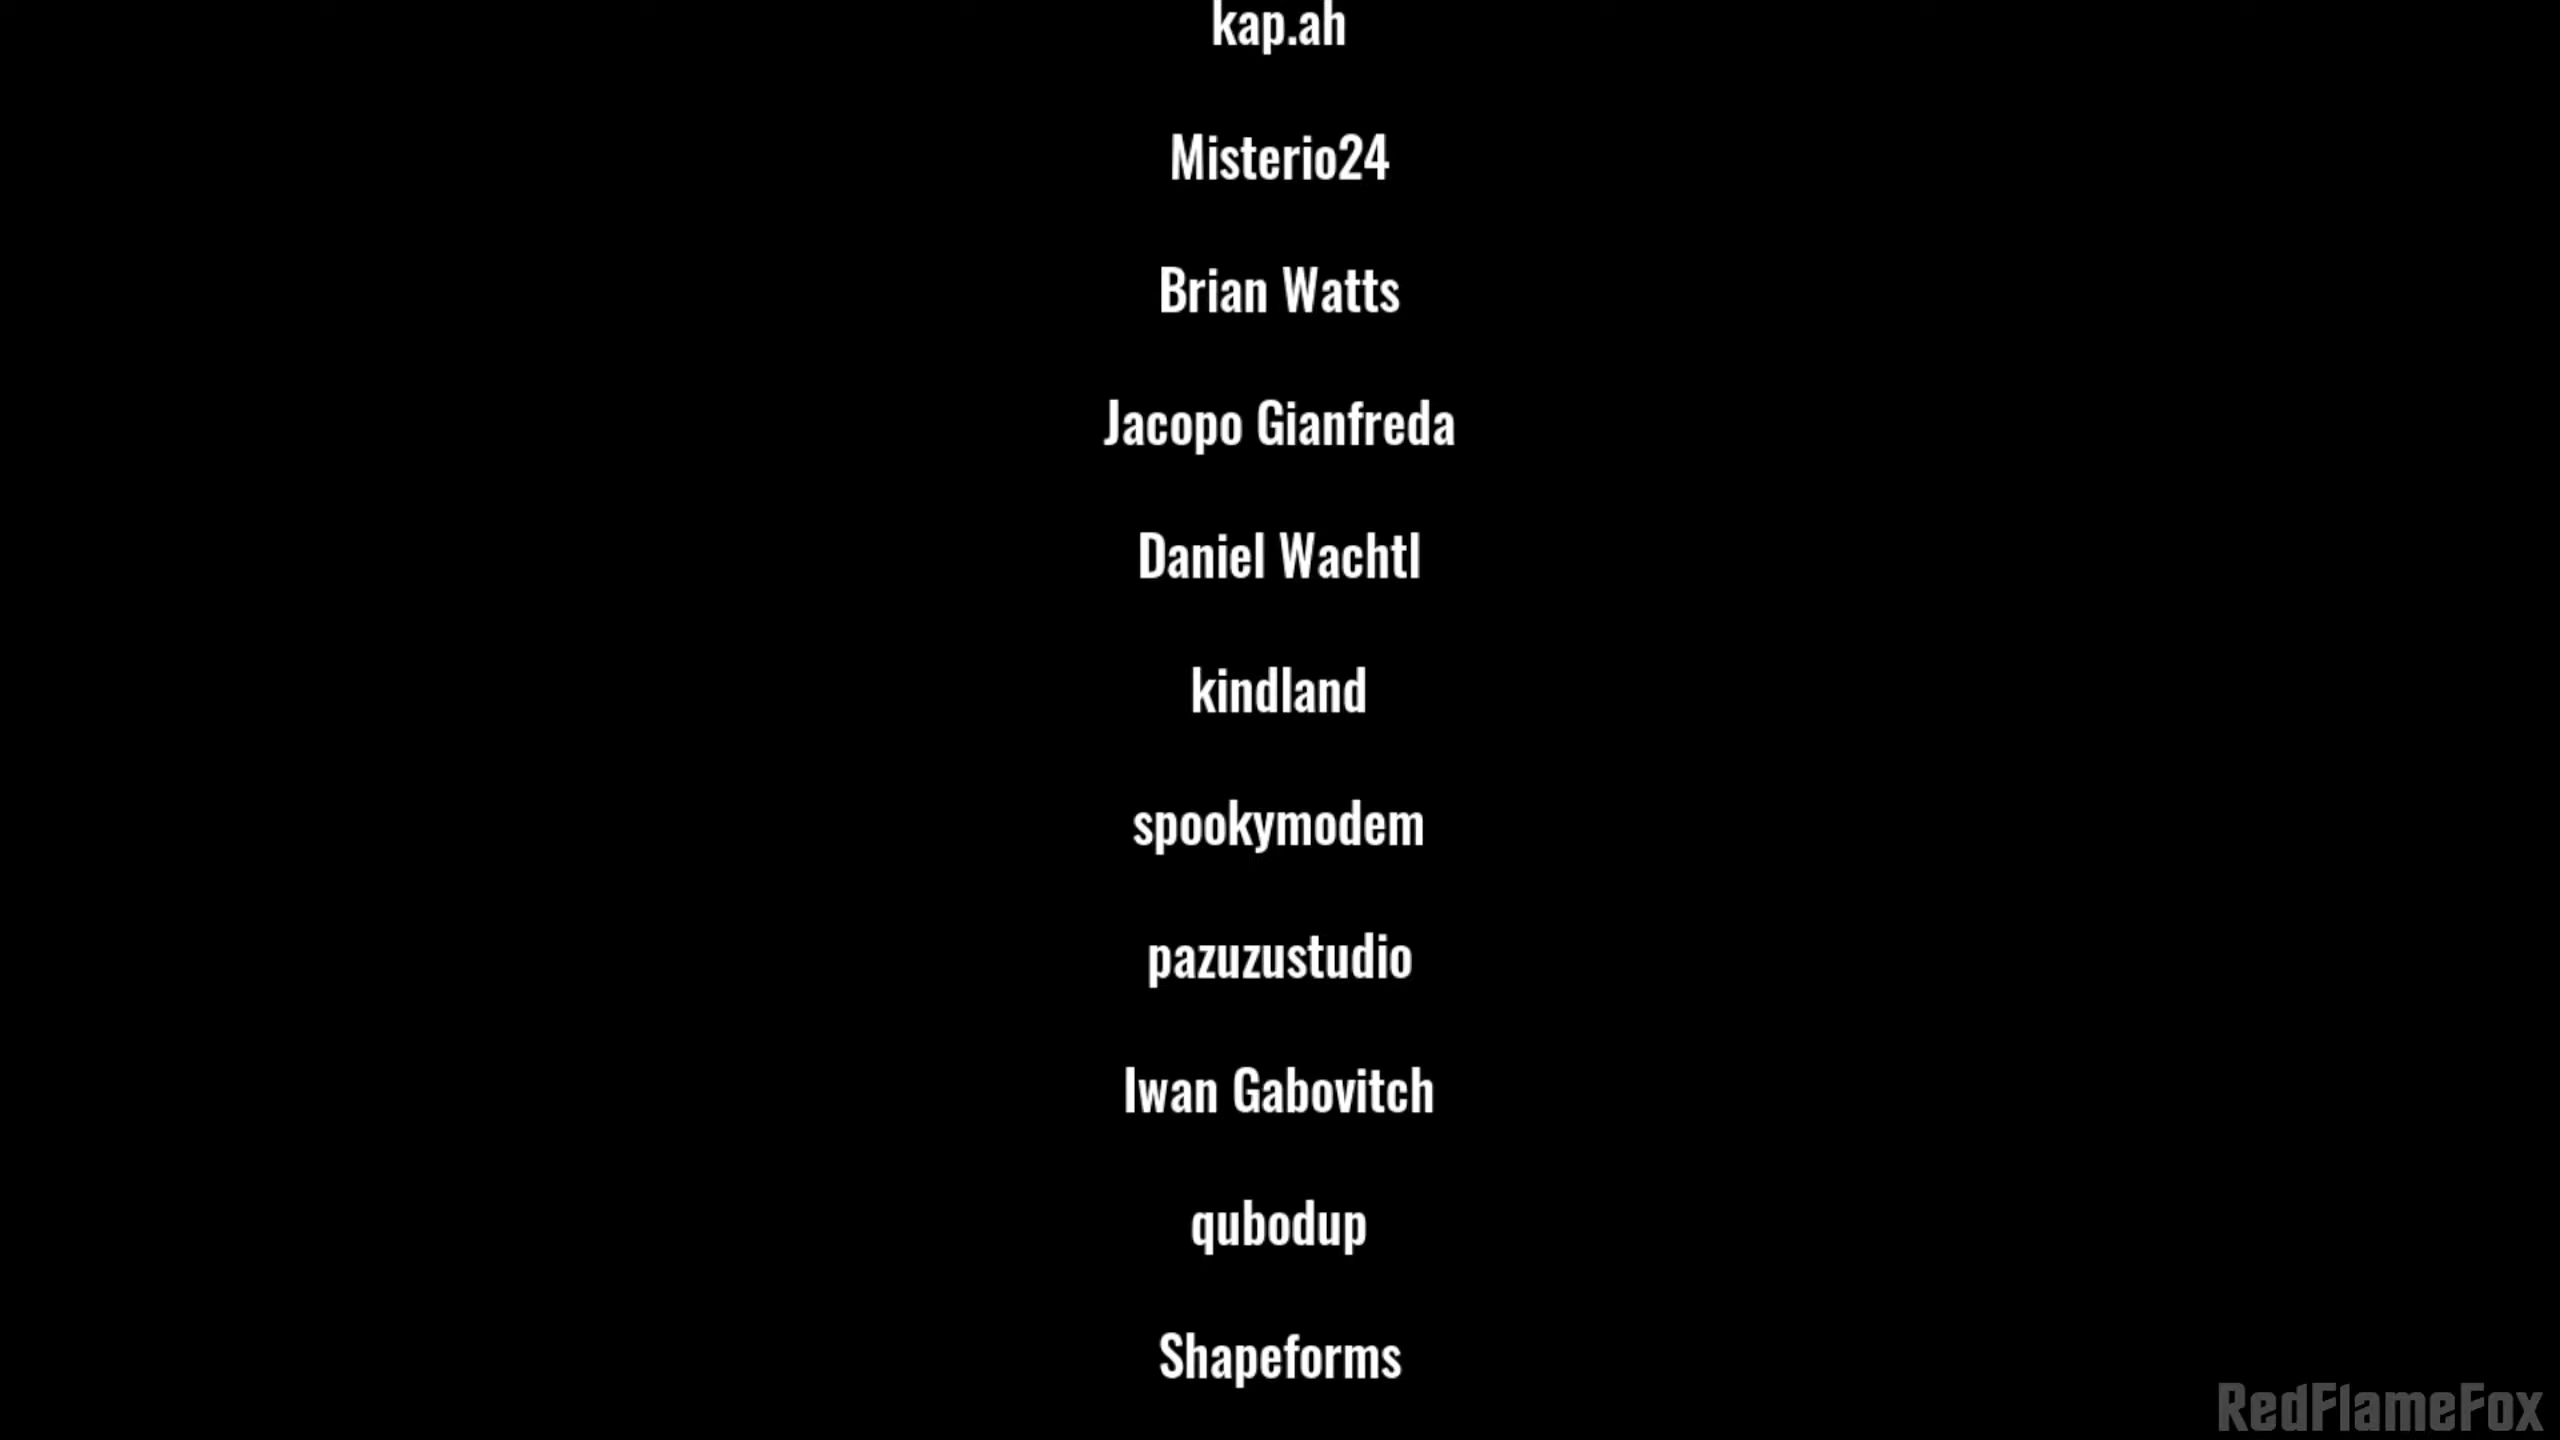 kap.ah
Misterio24
Brian Watts
Jacopo Gianfreda
Daniel Wachtl
kindland
spookymodem
pazuzustudio
Iwan Gabovitch
qubodup
Shapeforms
RedFlameFox